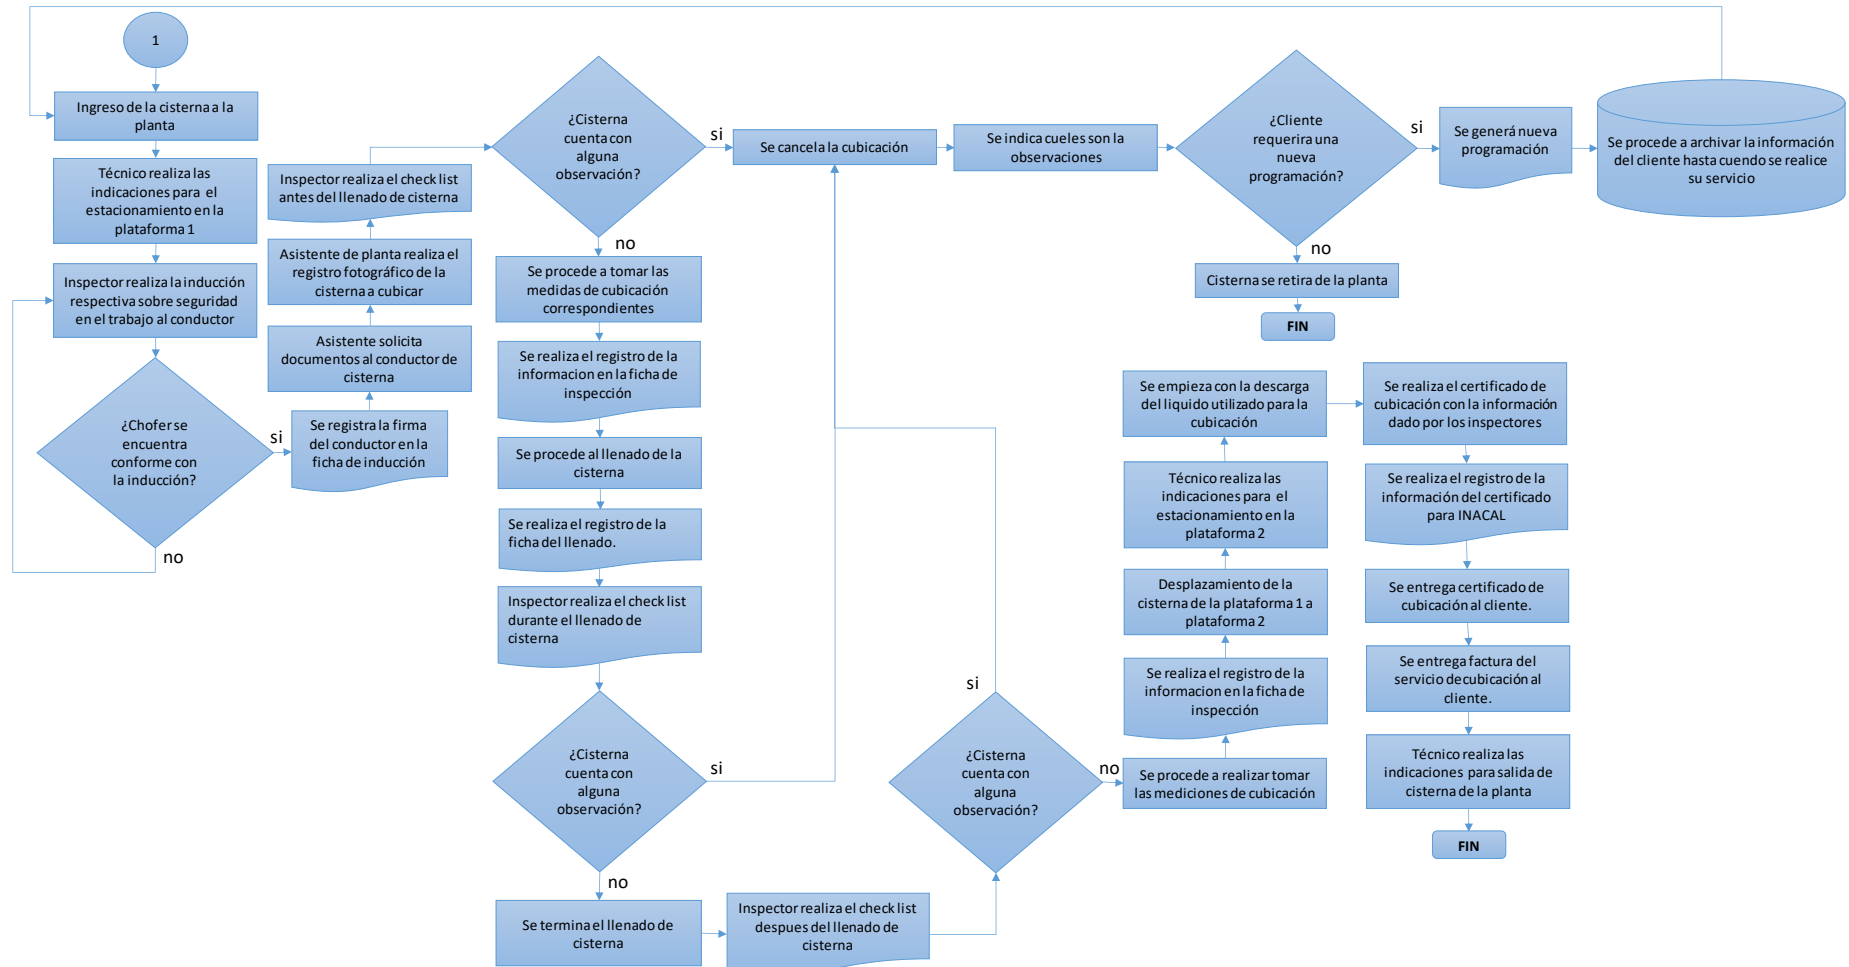 1
Ingreso de la cisterna a la
planta
Técnico realiza las
indicaciones para el
estacionamiento en la
plataforma 1
Inspector realiza la inducción
respectiva sobre seguridad
en el trabajo al conductor
¿Chofer se
encuentra
conforme con
la inducción?
si
no
Se registra la firma
del conductor en la
ficha de inducción
Asistente solicita
documentos al conductor de
cisterna
Asistente de planta realiza el
registro fotográfico de la
cisterna a cubicar
Inspector realiza el check list
antes del llenado de cisterna
¿Cisterna
cuenta con
alguna
observación?
si
no
Se procede a tomar las
medidas de cubicación
correspondientes
Se realiza el registro de la
informacion en la ficha de
inspección
Se procede al llenado de la
cisterna
Se realiza el registro de la
ficha del llenado.
Inspector realiza el check list
durante el llenado de
cisterna
¿Cisterna
cuenta con
alguna
observación?
si
no
Se termina el llenado de
cisterna
Inspector realiza el check list
despues del llenado de
cisterna
¿Cisterna
cuenta con
alguna
observación?
si
no
Se cancela la cubicación
Se indica cueles son la
observaciones
¿Cliente
requerira una
nueva
programación?
si
no
Se generá nueva
programación
Se procede a archivar la información
del cliente hasta cuendo se realice
su servicio
Cisterna se retira de la planta
FIN
Se procede a realizar tomar
las mediciones de cubicación
Se realiza el registro de la
informacion en la ficha de
inspección
Desplazamiento de la
cisterna de la plataforma 1 a
plataforma 2
Técnico realiza las
indicaciones para el
estacionamiento en la
plataforma 2
Se empieza con la descarga
del liquido utilizado para la
cubicación
Se realiza el certificado de
cubicación con la información
dado por los inspectores
Se realiza el registro de la
información del certificado
para INACAL
Se entrega certificado de
cubicación al cliente.
Se entrega factura del
servicio de cubicación al
cliente.
Técnico realiza las
indicaciones para salida de
cisterna de la planta
FIN